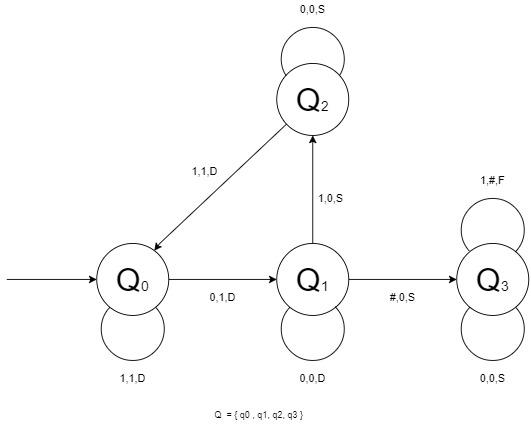 0,0,S
Q2
1,1,D
1,#,F
1,0,S
Q0
Q1
Q3
0,1,D
#,0,S
1,1,D
0,0,D
0,0,S
Q = { q0 , q1, q2, q3 }